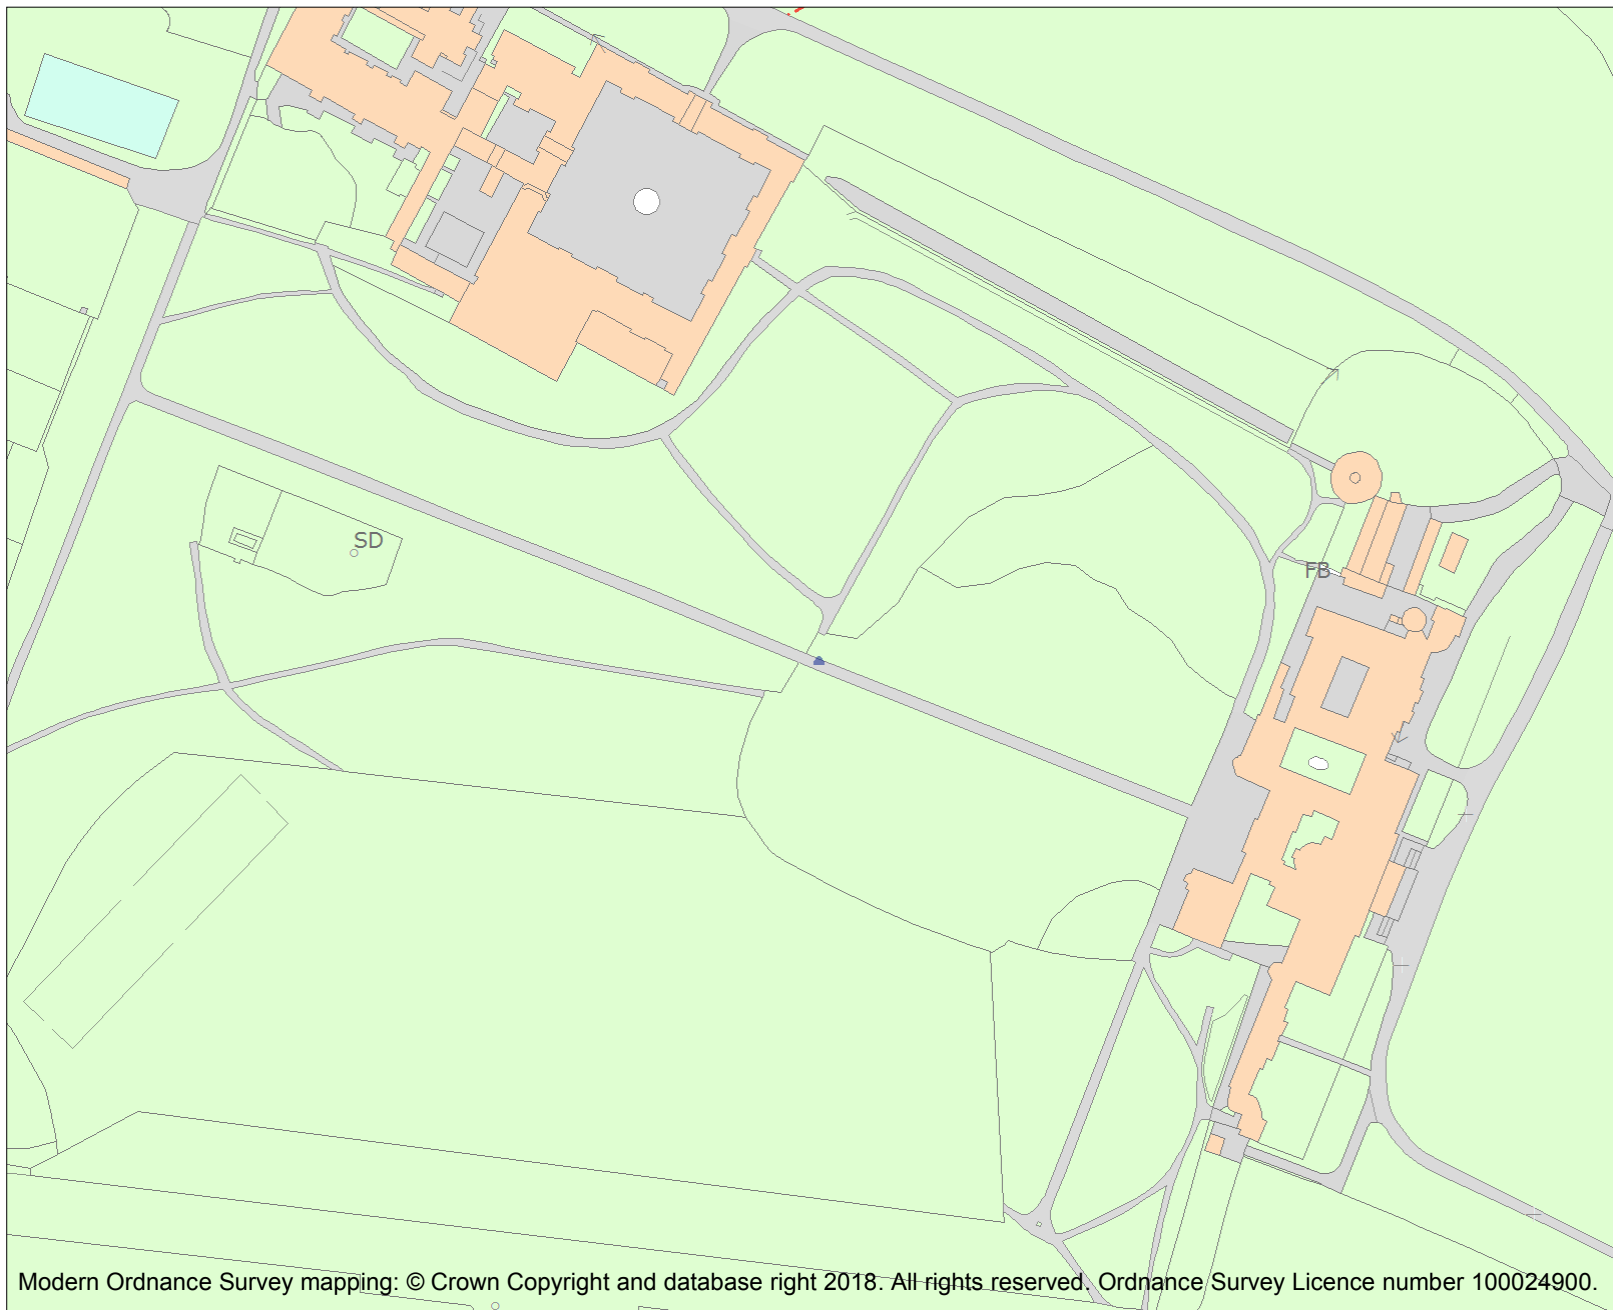 SD
FB
Modern Ordnance Survey mapping: © Crown Copyright and database right 2018. All rights reserved. Ordnance Survey Licence number 100024900.